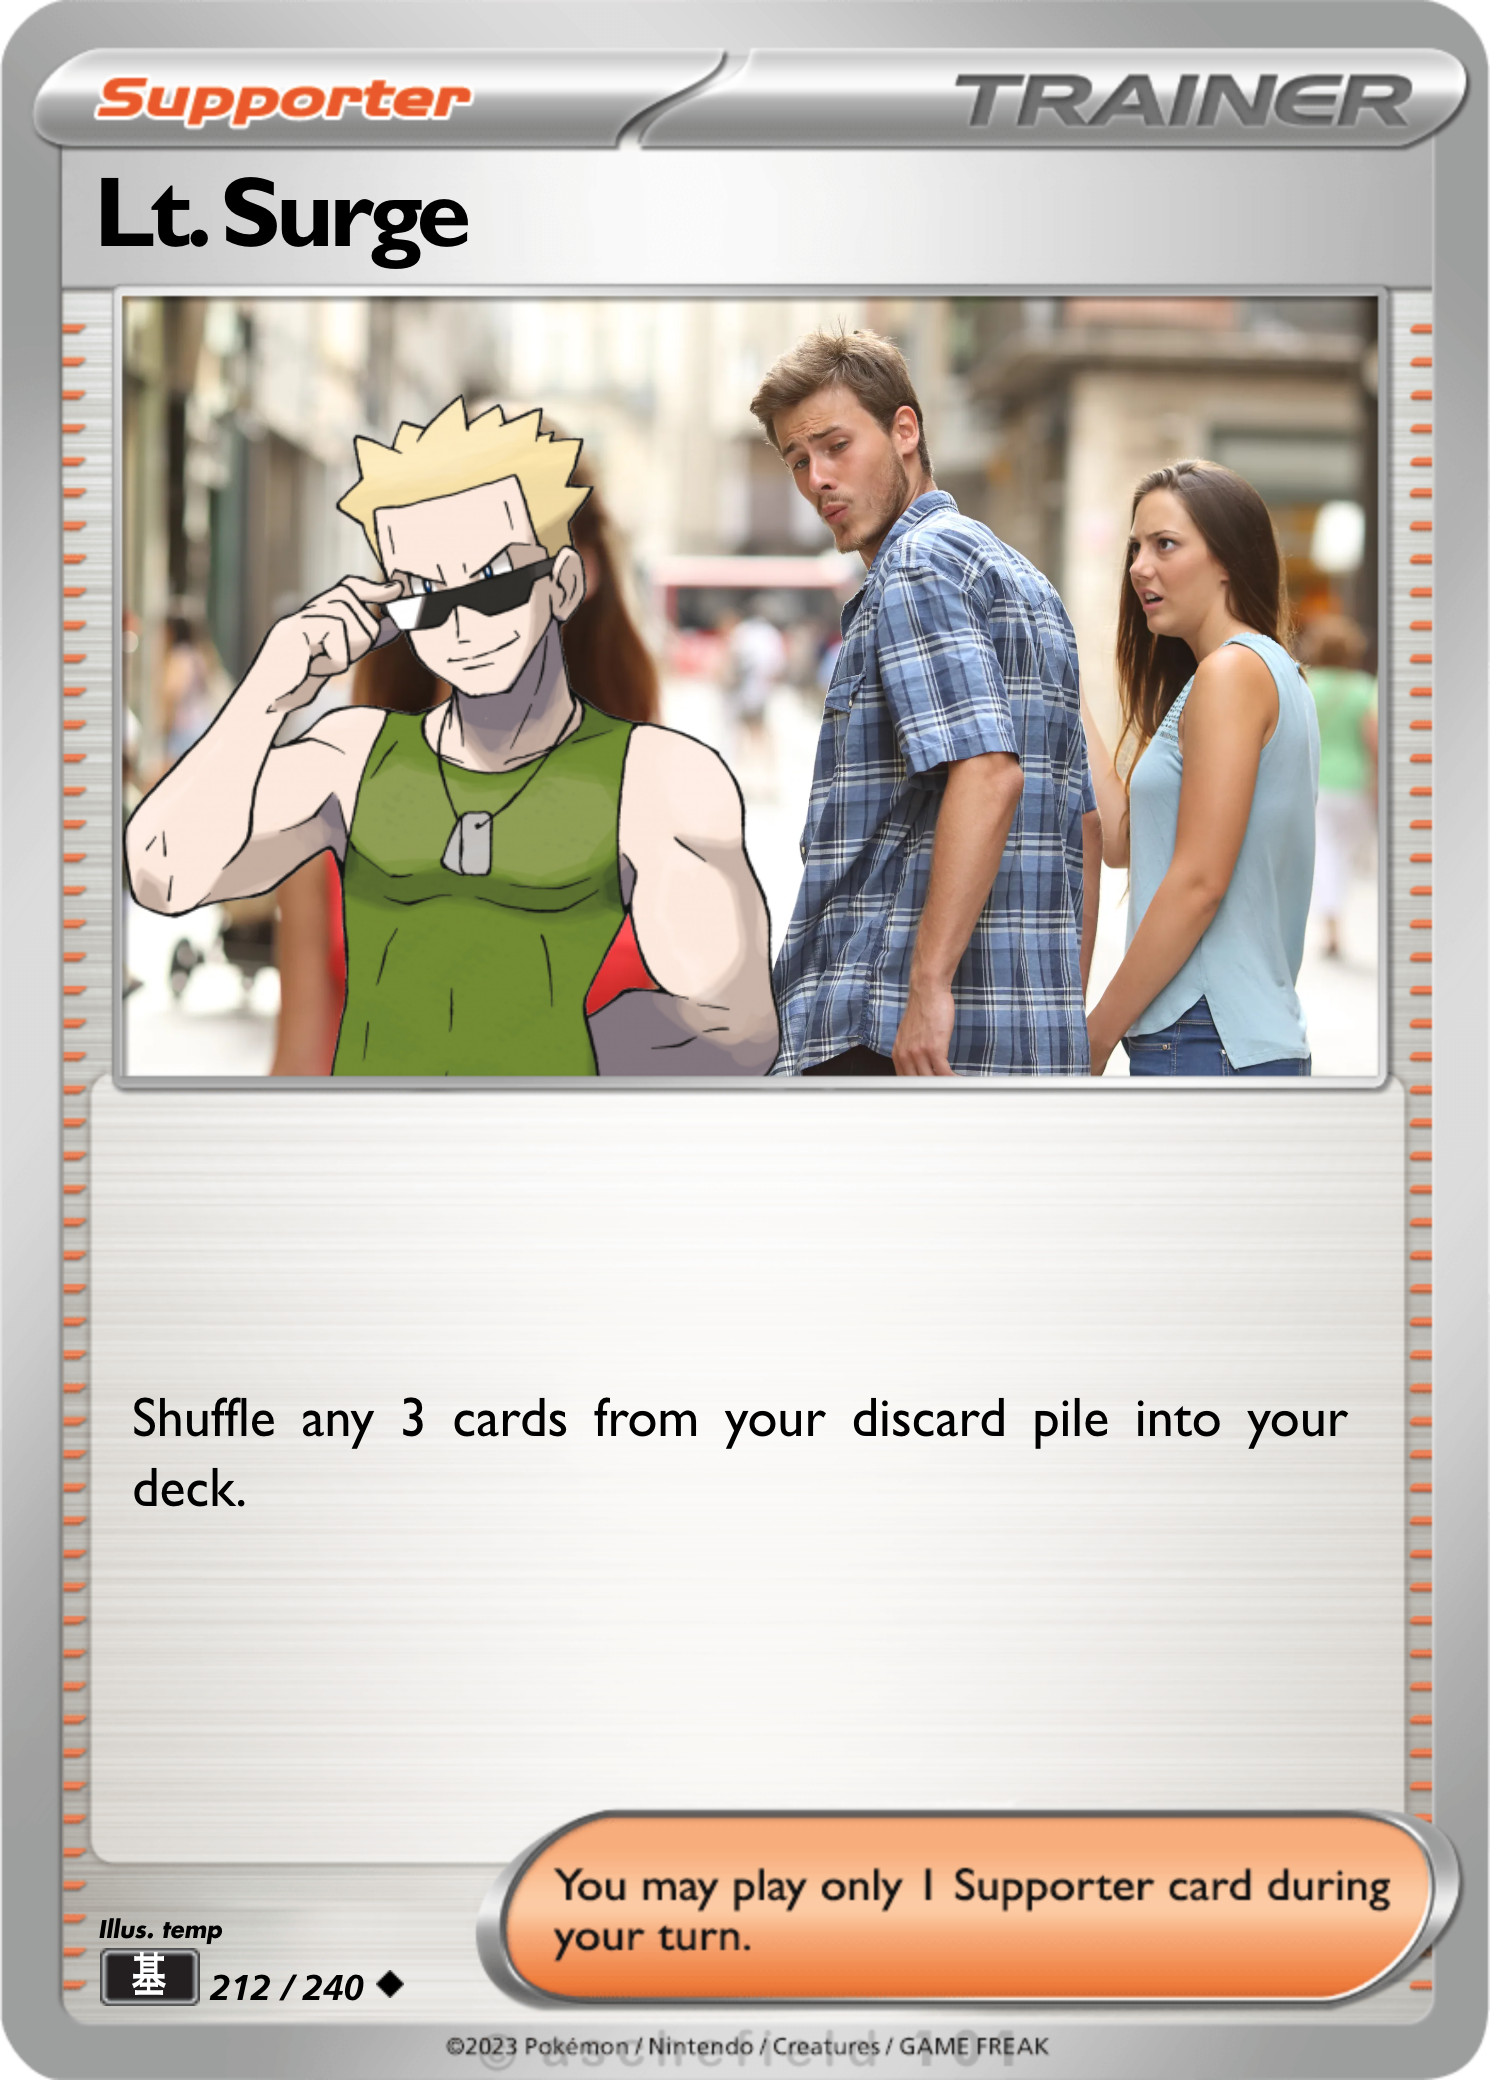 Supporter
TRAINER
Lt. Surge
Shuffle any 3 cards from your discard pile into your
deck.
You may play only 1 Supporter card during
your turn.
Illus. temp
基 212 / 240
©2023 Pokémon / Nintendo / Creatures / GAME FREAK